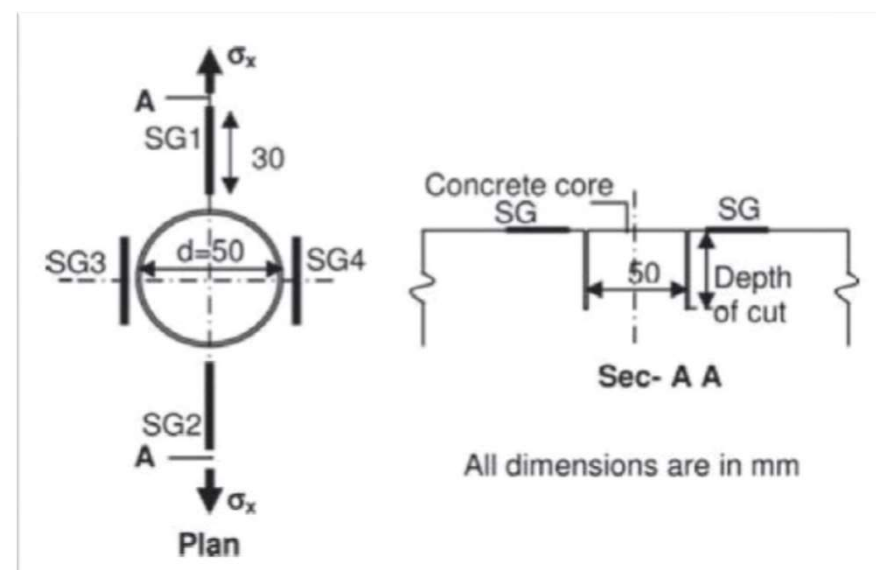 σx
A
SG1
30
SG3
d=50
SG4
SG2
A
σx
Plan
Concrete core
SG
SG
50
Depth
of cut
Sec- A A
All dimensions are in mm